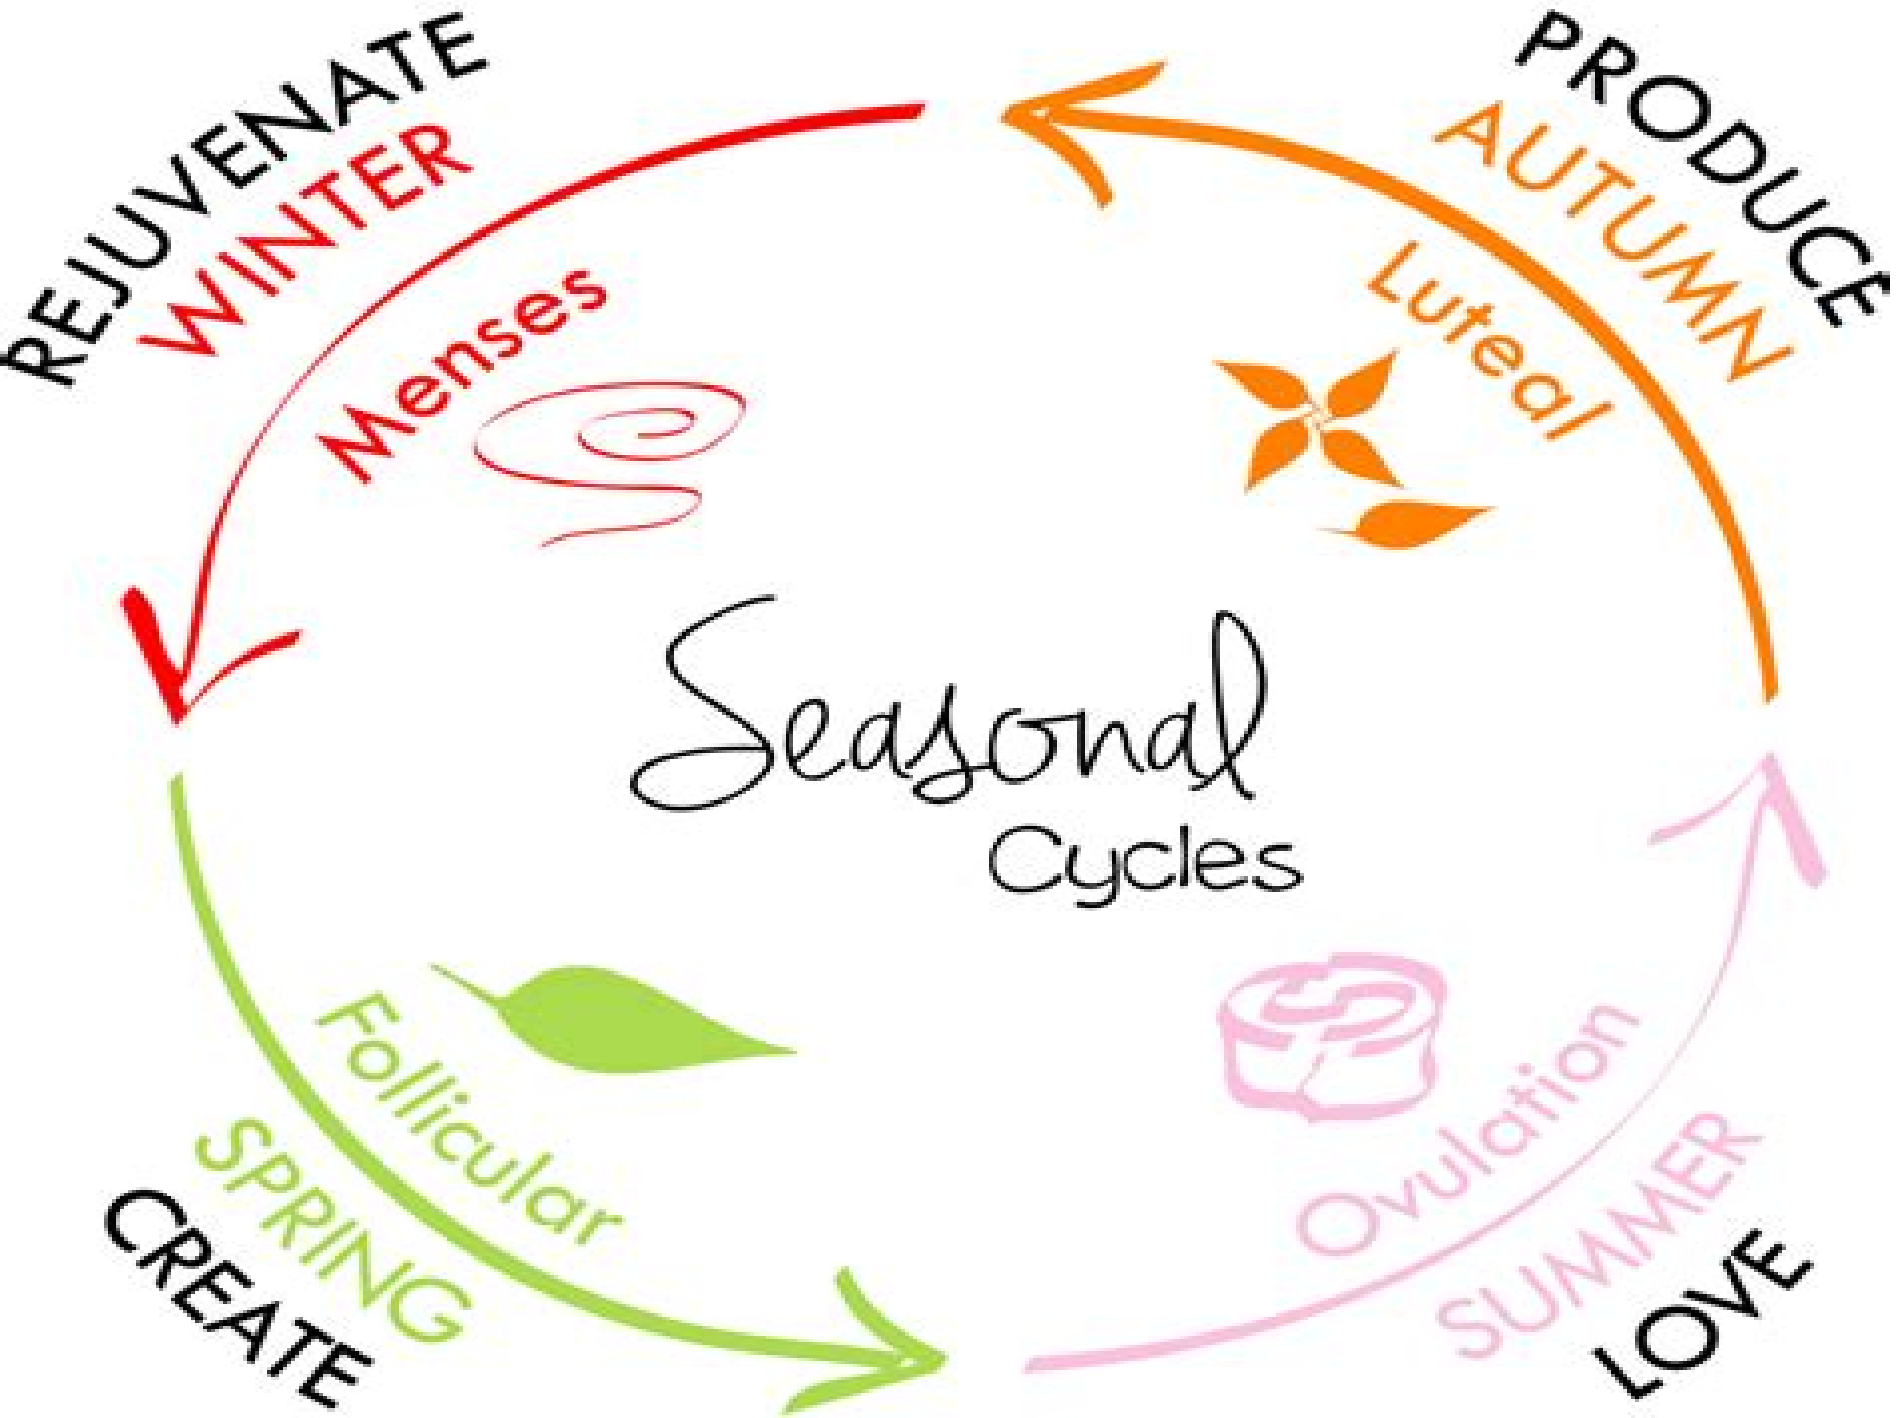 REJUVENATE
WINTER
Menses
PRODUCE
AUTUMN
Luteal
Seasonal
Cycles
Follicular
SPRING
CREATE
Ovulation
SUMMER
LOVE